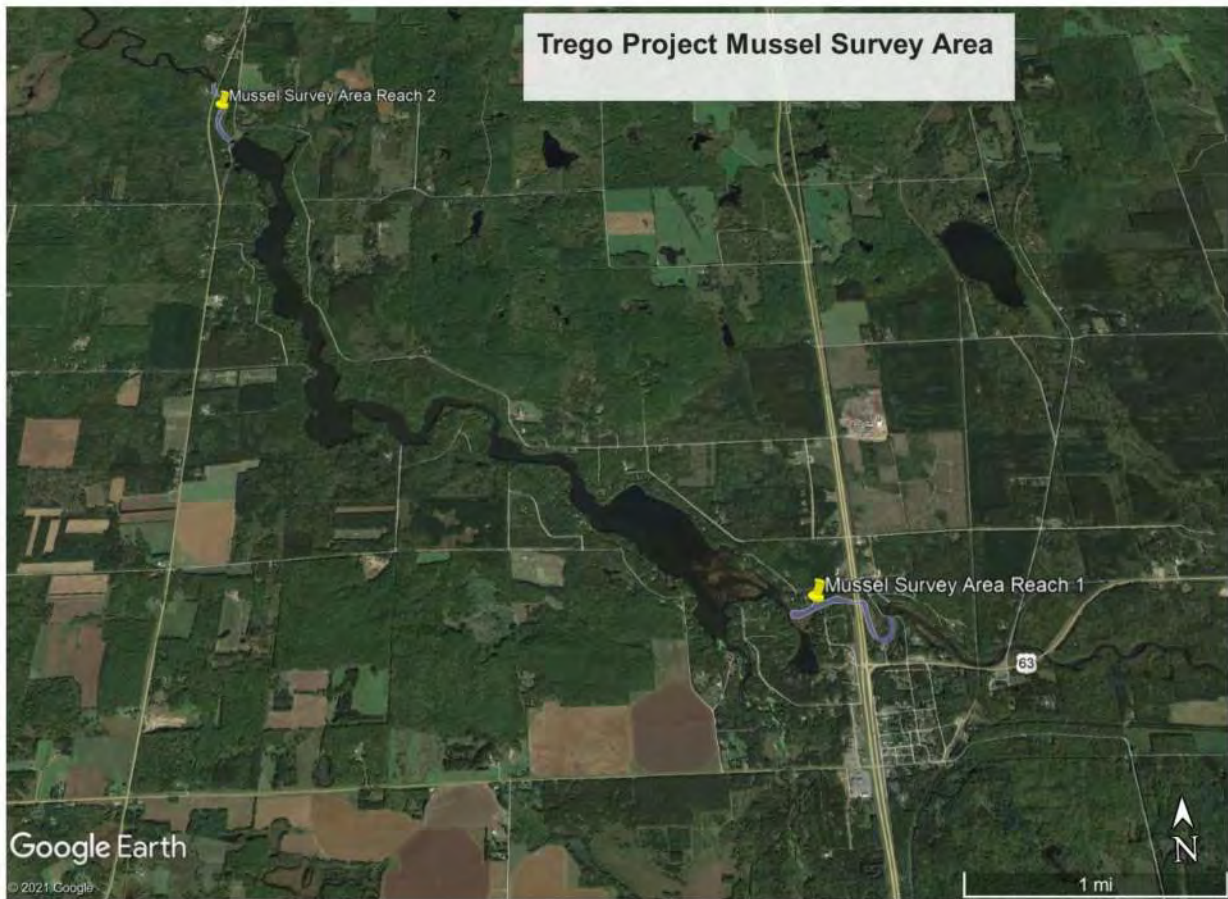 Trego Project Mussel Survey Area
Mussel Survey Area Reach 2
Mussel Survey Area Reach 1
63
Google Earth
© 2021 Google
N
1 mi